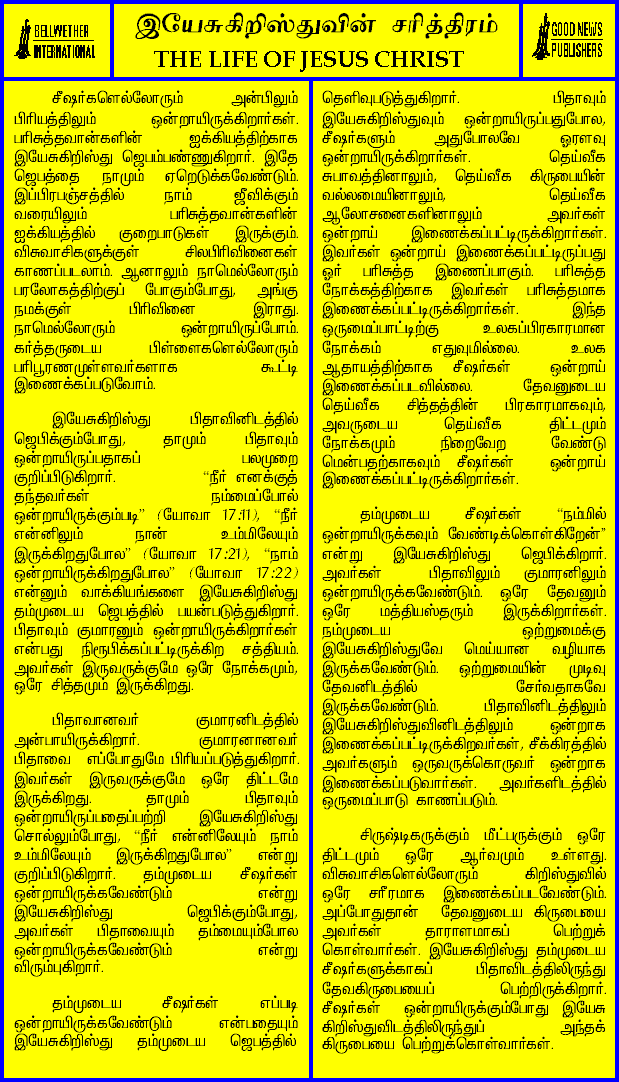 BELLWETHER
INTERNATIONAL
இயேசுகிறிஸ்துவின் சரித்திரம்
THE LIFE OF JESUS CHRIST
GOOD NEWS
PUBLISHERS
சீஷர்களெல்லோரும் அன்பிலும்
பிரியத்திலும் ஒன்றாயிருக்கிறார்கள்.
பரிசுத்தவான்களின் ஐக்கியத்திற்காக
இயேசுகிறிஸ்து ஜெபம்பண்ணுகிறார். இதே
ஜெபத்தை நாமும் ஏறெடுக்கவேண்டும்.
இப்பிரபஞ்சத்தில் நாம் ஜீவிக்கும்
வரையிலும் பரிசுத்தவான்களின்
ஐக்கியத்தில் குறைபாடுகள் இருக்கும்.
விசுவாசிகளுக்குள் சிலபிரிவினைகள்
காணப்படலாம். ஆனாலும் நாமெல்லோரும்
பரலோகத்திற்குப் போகும்போது, அங்கு
நமக்குள் பிரிவினை இராது.
நாமெல்லோரும் ஒன்றாயிருப்போம்.
கர்த்தருடைய பிள்ளைகளெல்லோரும்
பரிபூரணமுள்ளவர்களாக கூட்டி
இணைக்கப்படுவோம்.
இயேசுகிறிஸ்து பிதாவினிடத்தில்
ஜெபிக்கும்போது, தாமும் பிதாவும்
ஒன்றாயிருப்பதாகப் பலமுறை
குறிப்பிடுகிறார். “நீர் எனக்குத்
தந்தவர்கள் நம்மைப்போல்
ஒன்றாயிருக்கும்படி” (யோவா 17:11), “நீர்
என்னிலும் நான் உம்மிலேயும்
இருக்கிறதுபோல” (யோவா 17:21), “நாம்
ஒன்றாயிருக்கிறதுபோல” (யோவா 17:22)
என்னும் வாக்கியங்களை இயேசுகிறிஸ்து
தம்முடைய ஜெபத்தில் பயன்படுத்துகிறார்.
பிதாவும் குமாரனும் ஒன்றாயிருக்கிறார்கள்
என்பது நிரூபிக்கப்பட்டிருக்கிற சத்தியம்.
அவர்கள் இருவருக்குமே ஒரே நோக்கமும்,
ஒரே சித்தமும் இருக்கிறது.
பிதாவானவர் குமாரனிடத்தில்
அன்பாயிருக்கிறார். குமாரனானவர்
பிதாவை எப்போதுமே பிரியப்படுத்துகிறார்.
இவர்கள் இருவருக்குமே ஒரே திட்டமே
இருக்கிறது. தாமும் பிதாவும்
ஒன்றாயிருப்பதைப்பற்றி இயேசுகிறிஸ்து
சொல்லும்போது, “நீர் என்னிலேயும் நாம்
உம்மிலேயும் இருக்கிறதுபோல” என்று
குறிப்பிடுகிறார். தம்முடைய சீஷர்கள்
ஒன்றாயிருக்கவேண்டும் என்று
இயேசுகிறிஸ்து ஜெபிக்கும்போது,
அவர்கள் பிதாவையும் தம்மையும்போல
ஒன்றாயிருக்கவேண்டும் என்று
விரும்புகிறார்.
தம்முடைய சீஷர்கள் எப்படி
ஒன்றாயிருக்கவேண்டும் என்பதையும்
இயேசுகிறிஸ்து தம்முடைய ஜெபத்தில்
தெளிவுபடுத்துகிறார். பிதாவும்
இயேசுகிறிஸ்துவும் ஒன்றாயிருப்பதுபோல,
சீஷர்களும் அதுபோலவே ஓரளவு
ஒன்றாயிருக்கிறார்கள். தெய்வீக
சுபாவத்தினாலும், தெய்வீக கிருபையின்
வல்லமையினாலும், தெய்வீக
ஆலோசனைகளினாலும் அவர்கள்
ஒன்றாய் இணைக்கப்பட்டிருக்கிறார்கள்.
இவர்கள் ஒன்றாய் இணைக்கப்பட்டிருப்பது
ஓர் பரிசுத்த இணைப்பாகும். பரிசுத்த
நோக்கத்திற்காக இவர்கள் பரிசுத்தமாக
இணைக்கப்பட்டிருக்கிறார்கள். இந்த
ஒருமைப்பாட்டிற்கு உலகப்பிரகாரமான
நோக்கம் எதுவுமில்லை. உலக
ஆதாயத்திற்காக சீஷர்கள் ஒன்றாய்
இணைக்கப்படவில்லை. தேவனுடைய
தெய்வீக சித்தத்தின் பிரகாரமாகவும்,
அவருடைய தெய்வீக திட்டமும்
நோக்கமும் நிறைவேற வேண்டு
மென்பதற்காகவும் சீஷர்கள் ஒன்றாய்
இணைக்கப்பட்டிருக்கிறார்கள்.
தம்முடைய சீஷர்கள் “நம்மில்
ஒன்றாயிருக்கவும் வேண்டிக்கொள்கிறேன்”
என்று இயேசுகிறிஸ்து ஜெபிக்கிறார்.
அவர்கள் பிதாவிலும் குமாரனிலும்
ஒன்றாயிருக்கவேண்டும். ஒரே தேவனும்
ஒரே மத்தியஸ்தரும் இருக்கிறார்கள்.
நம்முடைய ஒற்றுமைக்கு
இயேசுகிறிஸ்துவே மெய்யான வழியாக
இருக்கவேண்டும். ஒற்றுமையின் முடிவு
தேவனிடத்தில் சேர்வதாகவே
இருக்கவேண்டும். பிதாவினிடத்திலும்
இயேசுகிறிஸ்துவினிடத்திலும் ஒன்றாக
இணைக்கப்பட்டிருக்கிறவர்கள், சீக்கிரத்தில்
அவர்களும் ஒருவருக்கொருவர் ஒன்றாக
இணைக்கப்படுவார்கள். அவர்களிடத்தில்
ஒருமைப்பாடு காணப்படும்.
சிருஷ்டிகருக்கும் மீட்பருக்கும் ஒரே
திட்டமும் ஒரே ஆர்வமும் உள்ளது.
விசுவாசிகளெல்லோரும் கிறிஸ்துவில்
ஒரே சரீரமாக இணைக்கப்படவேண்டும்.
அப்போதுதான் தேவனுடைய கிருபையை
அவர்கள் தாராளமாகப் பெற்றுக்
கொள்வார்கள். இயேசுகிறிஸ்து தம்முடைய
சீஷர்களுக்காகப் பிதாவிடத்திலிருந்து
தேவகிருபையைப் பெற்றிருக்கிறார்.
சீஷர்கள் ஒன்றாயிருக்கும்போது இயேசு
கிறிஸ்துவிடத்திலிருந்துப் அந்தக்
கிருபையை பெற்றுக்கொள்வார்கள்.